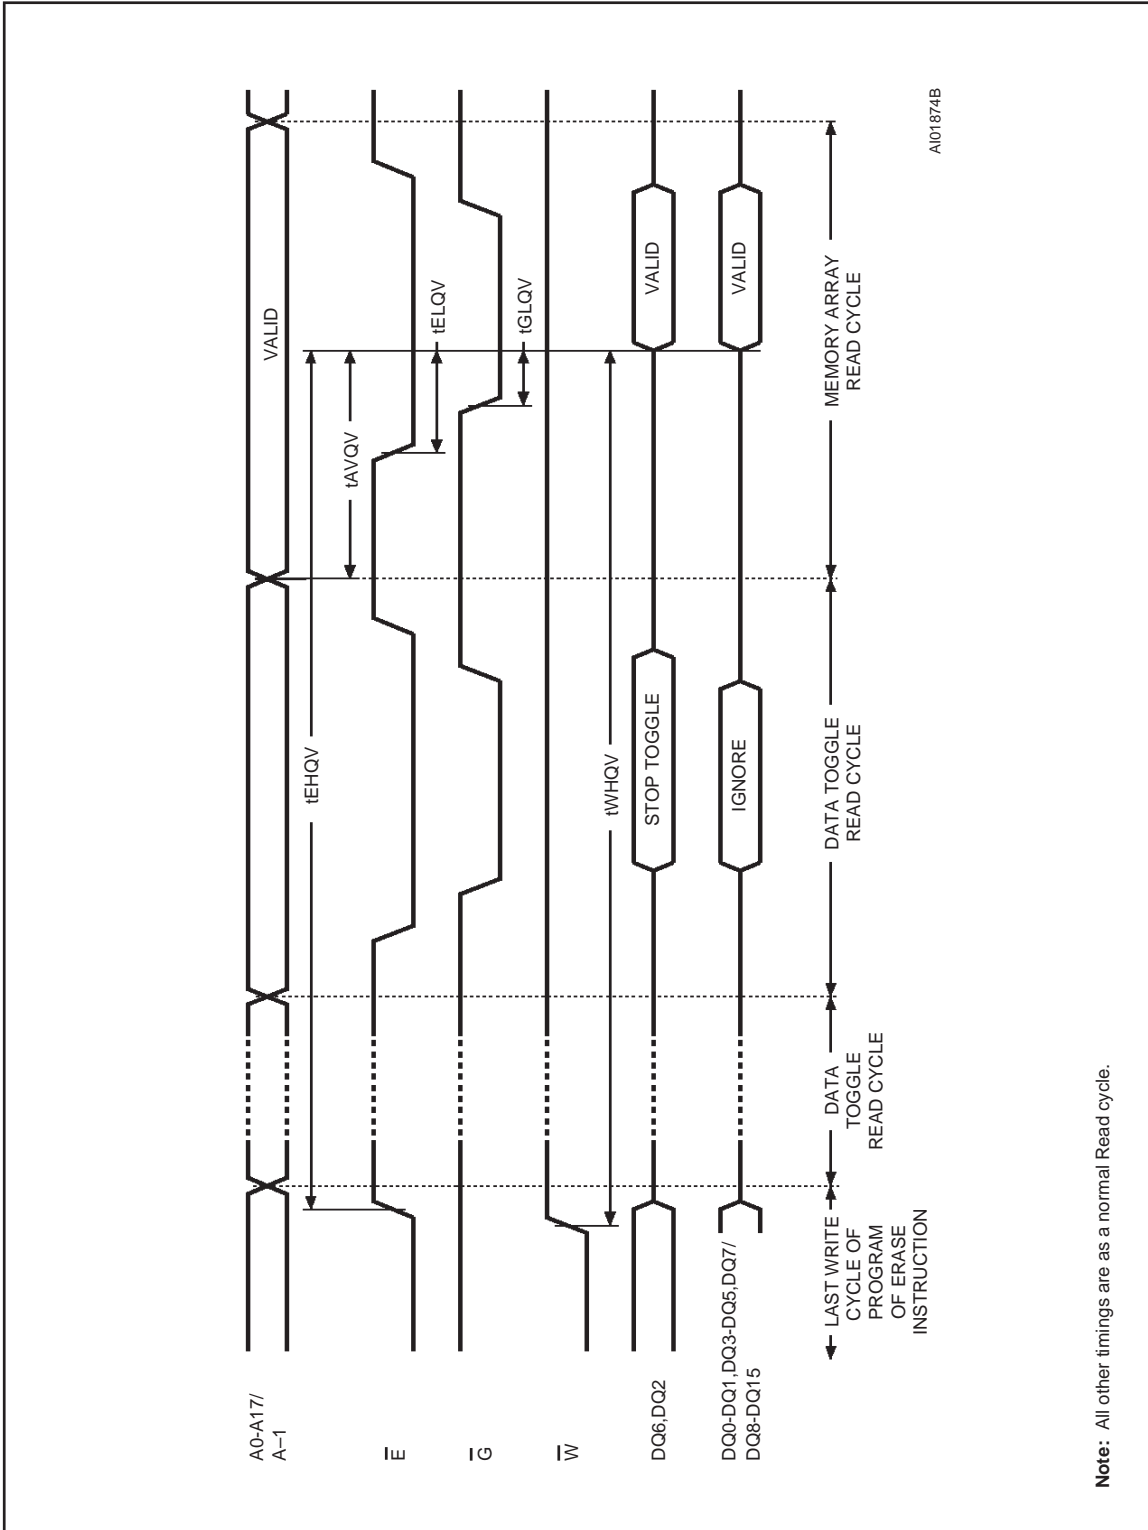 AI01874B
A0-A17/
A–1
VALID
tEHQV
tAVQV
E
tELQV
G
tGLQV
W
tWHQV
DQ6,DQ2
STOP TOGGLE
VALID
DQ0-DQ1,DQ3-DQ5,DQ7/
DQ8-DQ15
IGNORE
VALID
LAST WRITE
CYCLE OF
PROGRAM
OF ERASE
INSTRUCTION
DATA
TOGGLE
READ CYCLE
DATA TOGGLE
READ CYCLE
MEMORY ARRAY
READ CYCLE
Note: All other timings are as a normal Read cycle.